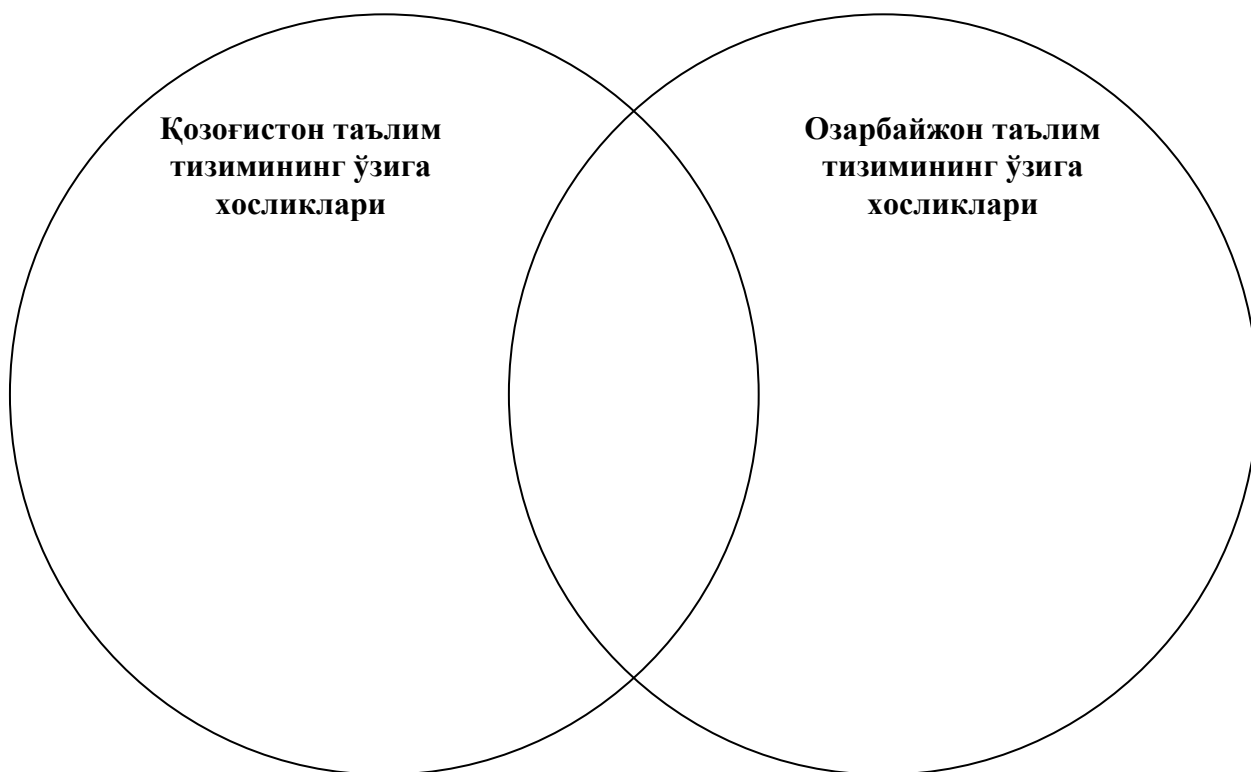 Қозоғистон таълим
тизимининг ўзига
хосликлари
Озарбайжон таълим
тизимининг ўзига
хосликлари